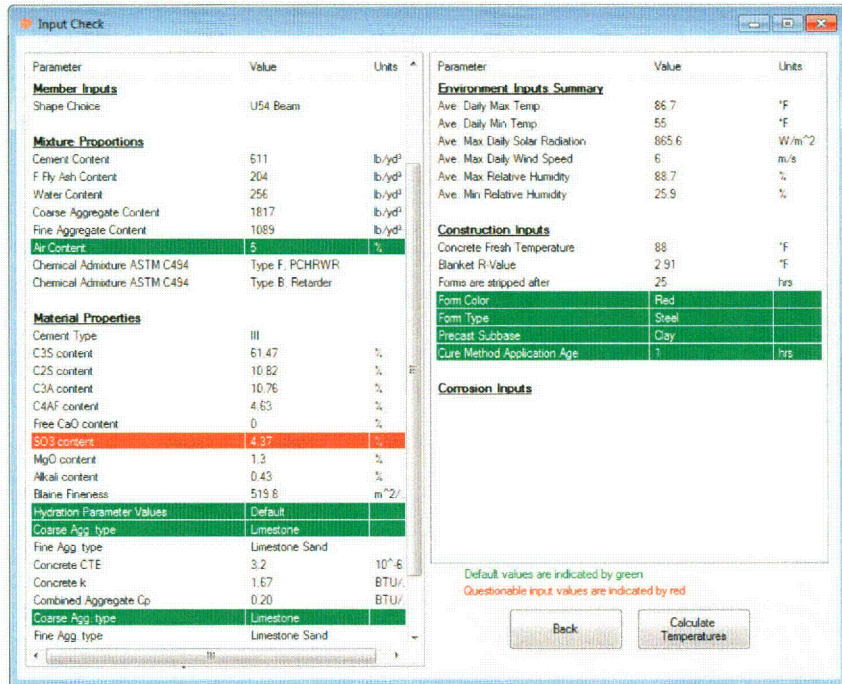 Input Check
Parameter Value Units
Member Inputs
Shape Choice U54 Beam
Mixture Proportions
Cement Content 611 lb/yd³
F Fly Ash Content 204 lb/yd³
Water Content 256 lb/yd³
Coarse Aggregate Content 1817 lb/yd³
Fine Aggregate Content 1089 lb/yd³
Air Content 5 %
Chemical Admixture ASTM C494 Type F, PCHRWR
Chemical Admixture ASTM C494 Type B, Retarder
Material Properties
Cement Type III
C3S content 61.47 %
C2S content 10.82 %
C3A content 10.76 %
C4AF content 4.63 %
Free CaO content 0 %
SO3 content 4.37 %
MgO content 1.3 %
Alkali content 0.43 %
Blaine Fineness 519.8 m^2/.
Hydration Parameter Values Default
Coarse Agg. type Limestone
Fine Agg. type Limestone Sand
Concrete CTE 3.2 10^-6
Concrete k 1.67 BTU/.
Combined Aggregate Cp 0.20 BTU/.
Coarse Agg. type Limestone
Fine Agg. type Limestone Sand
Parameter Value Units
Environment Inputs Summary
Ave. Daily Max Temp. 86.7 °F
Ave. Daily Min Temp. 55 °F
Ave. Max Daily Solar Radiation 865.6 W/m^2
Ave. Max Daily Wind Speed 6 m/s
Ave. Max Relative Humidity 88.7 %
Ave. Min Relative Humidity 25.9 %
Construction Inputs
Concrete Fresh Temperature 88 °F
Blanket R-Value 2.91 °F
Forms are stripped after 25 hrs
Form Color Red
Form Type Steel
Precast Subbase Clay
Cure Method Application Age 1 hrs
Corrosion Inputs
Default values are indicated by green
Questionable input values are indicated by red
Back
Calculate
Temperatures